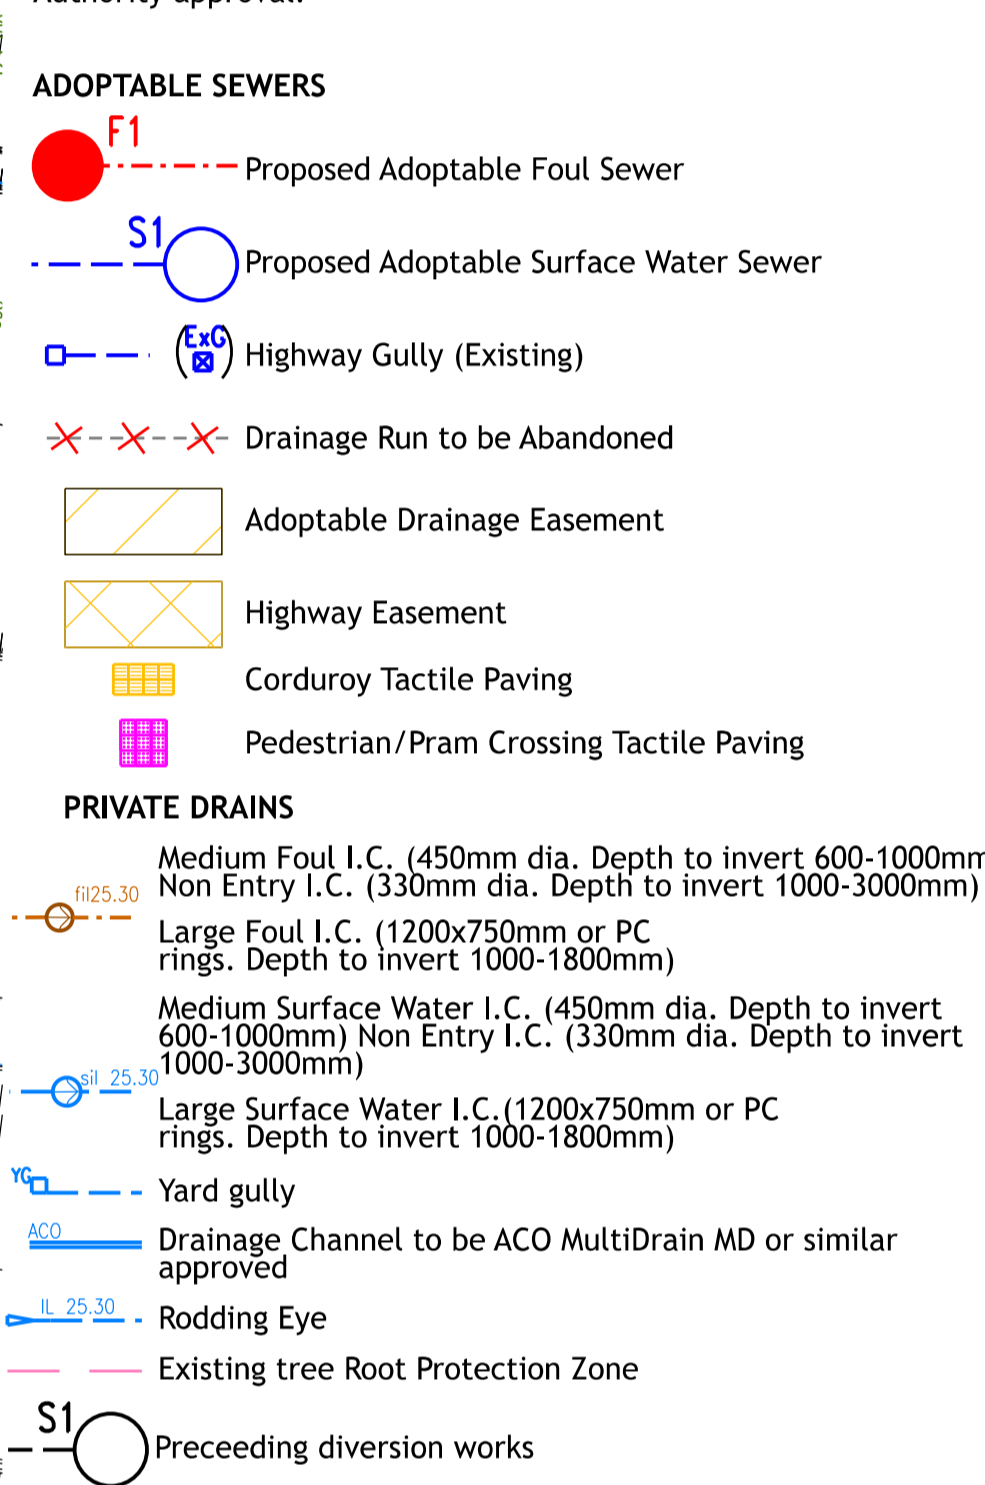 Authority approval.
ADOPTABLE SEWERS
F1
Proposed Adoptable Foul Sewer
S1
Proposed Adoptable Surface Water Sewer
(ExG) Highway Gully (Existing)
Drainage Run to be Abandoned
Adoptable Drainage Easement
Highway Easement
Corduroy Tactile Paving
Pedestrian/Pram Crossing Tactile Paving
PRIVATE DRAINS
Medium Foul I.C. (450mm dia. Depth to invert 600-1000mm
fil25.30
Non Entry I.C. (330mm dia. Depth to invert 1000-3000mm)
Large Foul I.C. (1200x750mm or PC
rings. Depth to invert 1000-1800mm)
Medium Surface Water I.C. (450mm dia. Depth to invert
600-1000mm) Non Entry I.C. (330mm dia. Depth to invert
1000-3000mm)
sil 25.30
Large Surface Water I.C.(1200x750mm or PC
rings. Depth to invert 1000-1800mm)
YG
Yard gully
ACO
Drainage Channel to be ACO MultiDrain MD or similar
approved
IL 25.30
Rodding Eye
Existing tree Root Protection Zone
S1
Preceeding diversion works